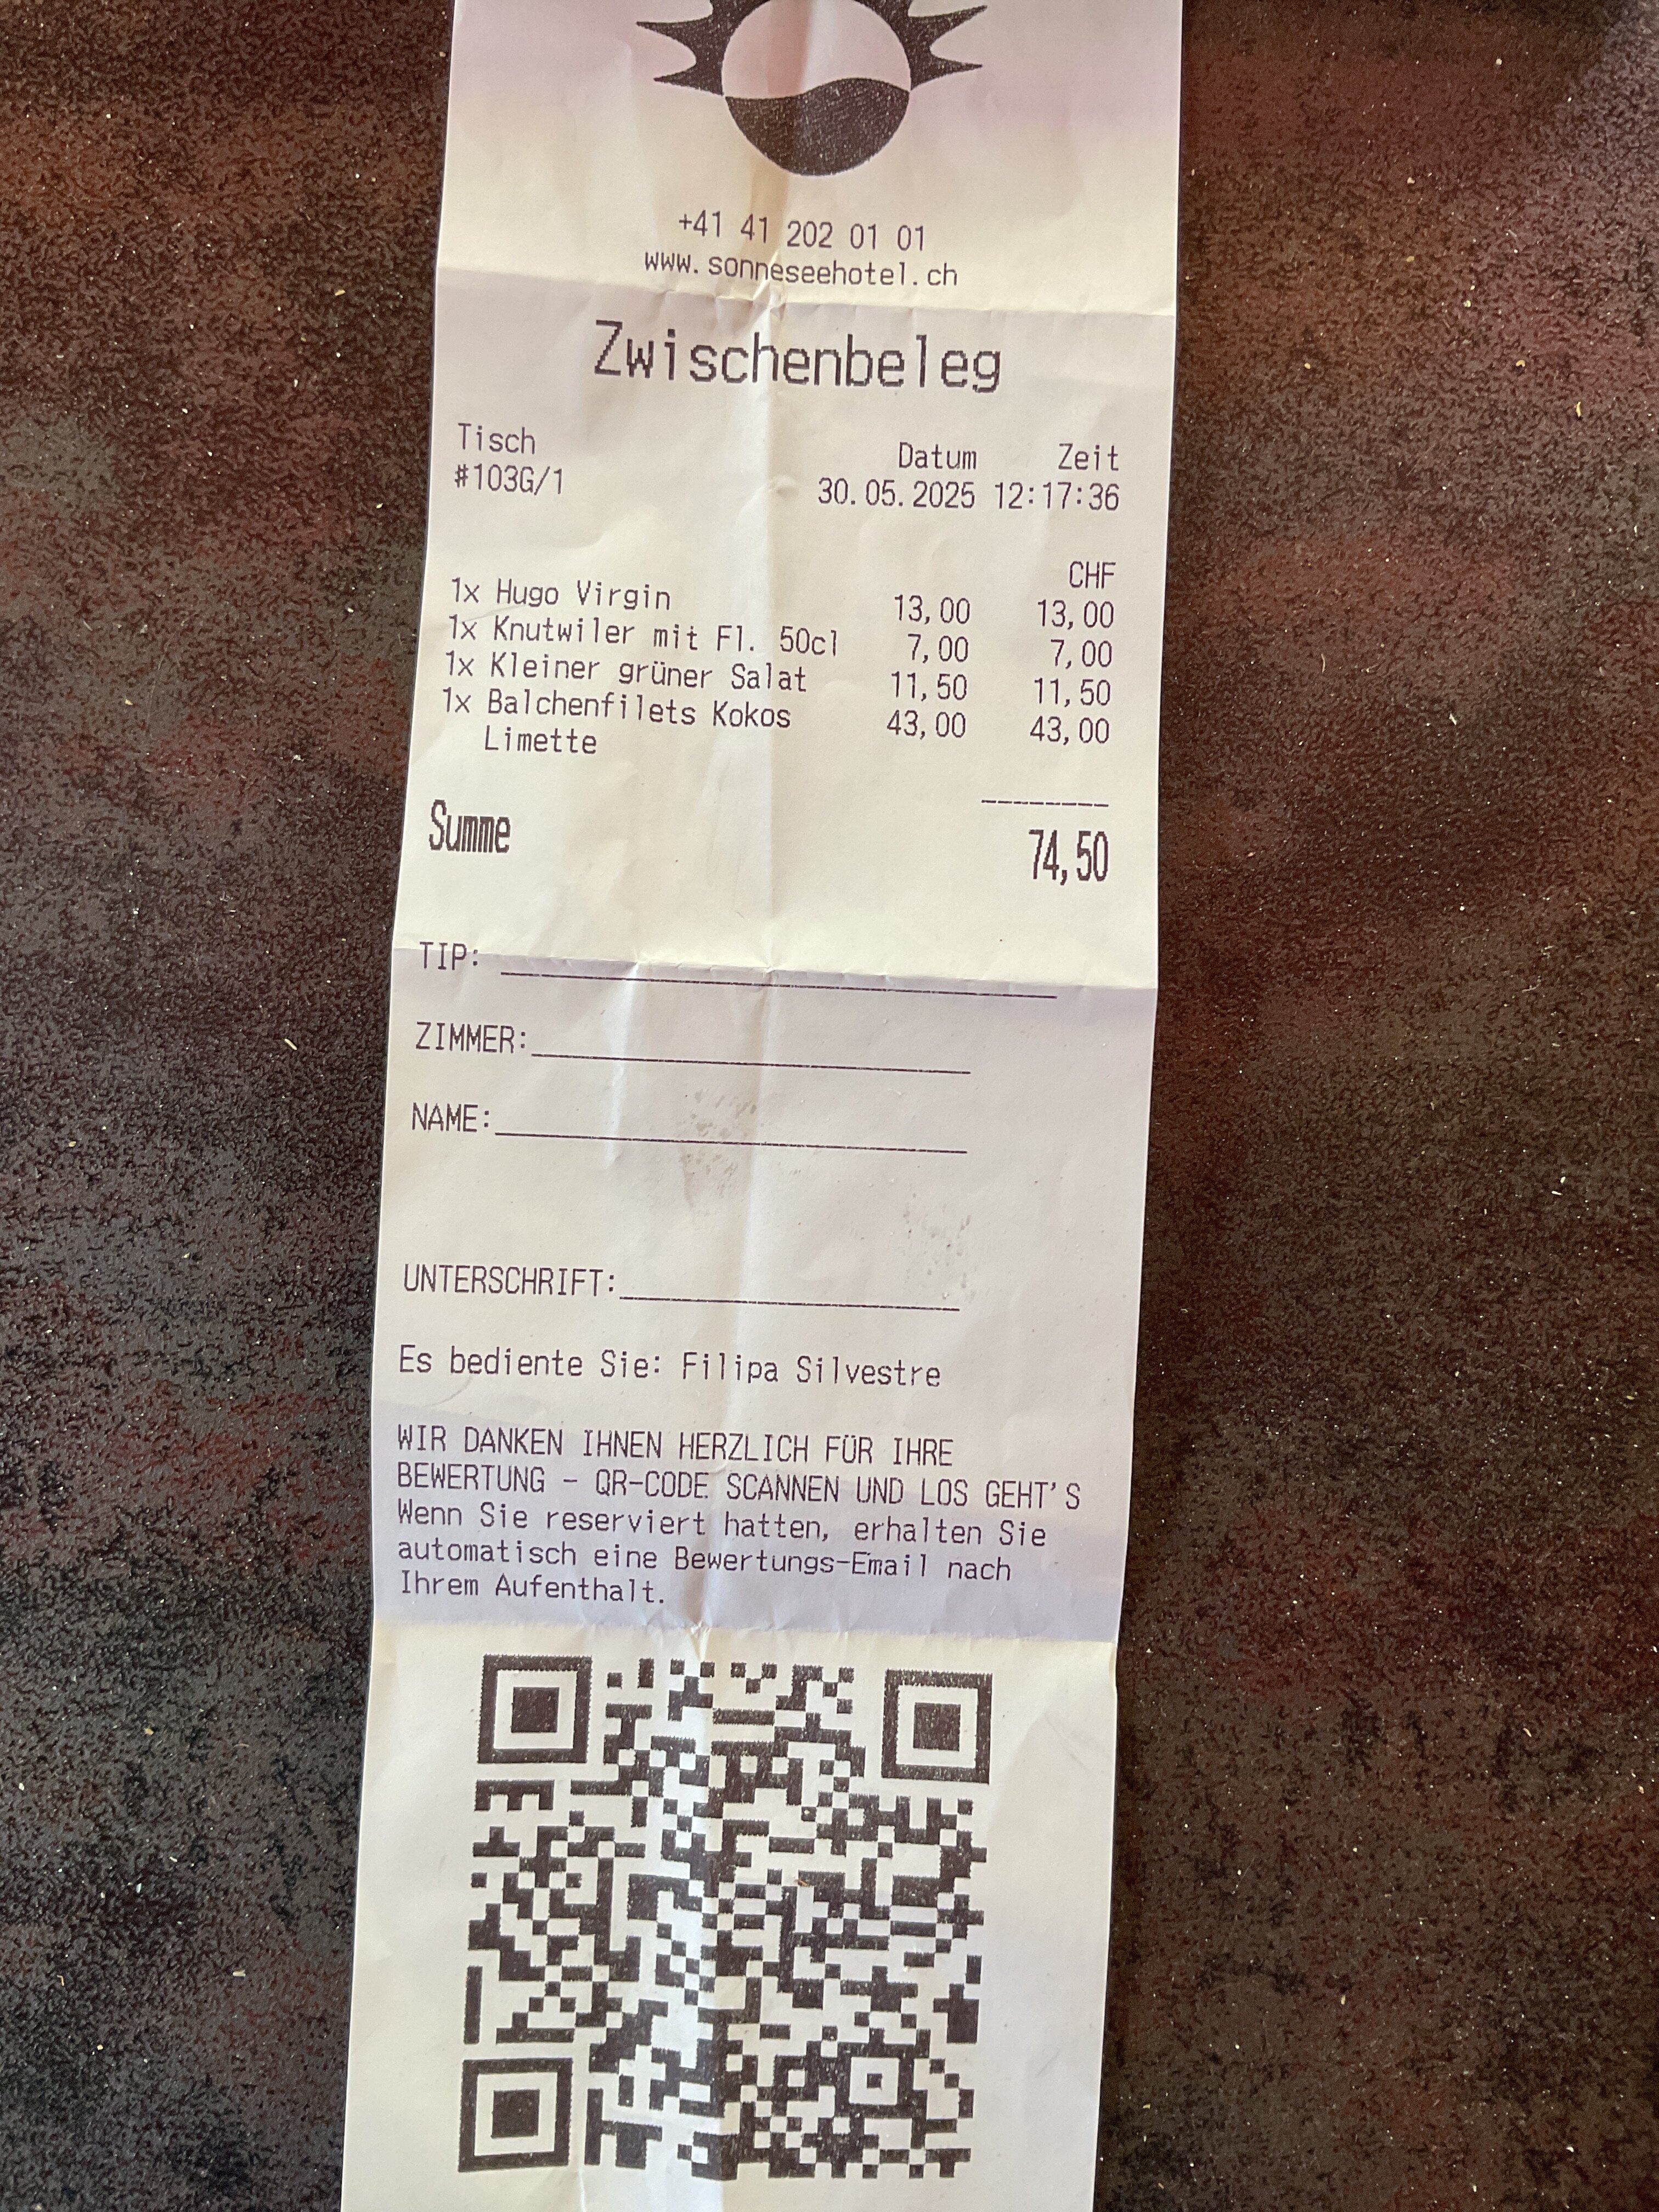 +41 41 202 01 01
www.sonneseehotel.ch
Zwischenbeleg
Tisch Datum Zeit
#103G/1 30.05.2025 12:17:36
CHF
1x Hugo Virgin 13,00 13,00
1x Knutwiler mit Fl. 50cl 7,00 7,00
1x Kleiner grüner Salat 11,50 11,50
1x Balchenfilets Kokos 43,00 43,00
Limette
Summe 74,50
TIP:
ZIMMER:
NAME:
UNTERSCHRIFT:
Es bediente Sie: Filipa Silvestre
WIR DANKEN IHNEN HERZLICH FÜR IHRE
BEWERTUNG - QR-CODE SCANNEN UND LOS GEHT'S
Wenn Sie reserviert hatten, erhalten Sie
automatisch eine Bewertungs-Email nach
Ihrem Aufenthalt.